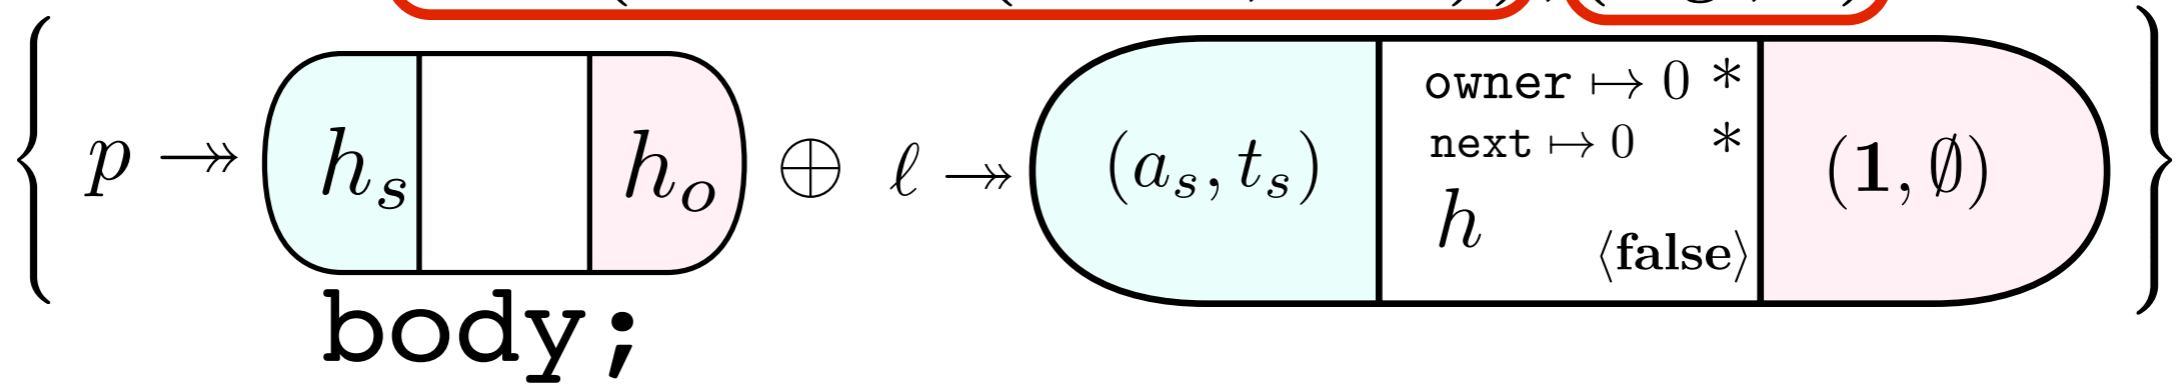 { p ↠ h_s h_o ⊕ ℓ ↠ (a_s, t_s) owner ↦ 0 * (𝟏, ∅) }
next ↦ 0 *
h
⟨false⟩
body;